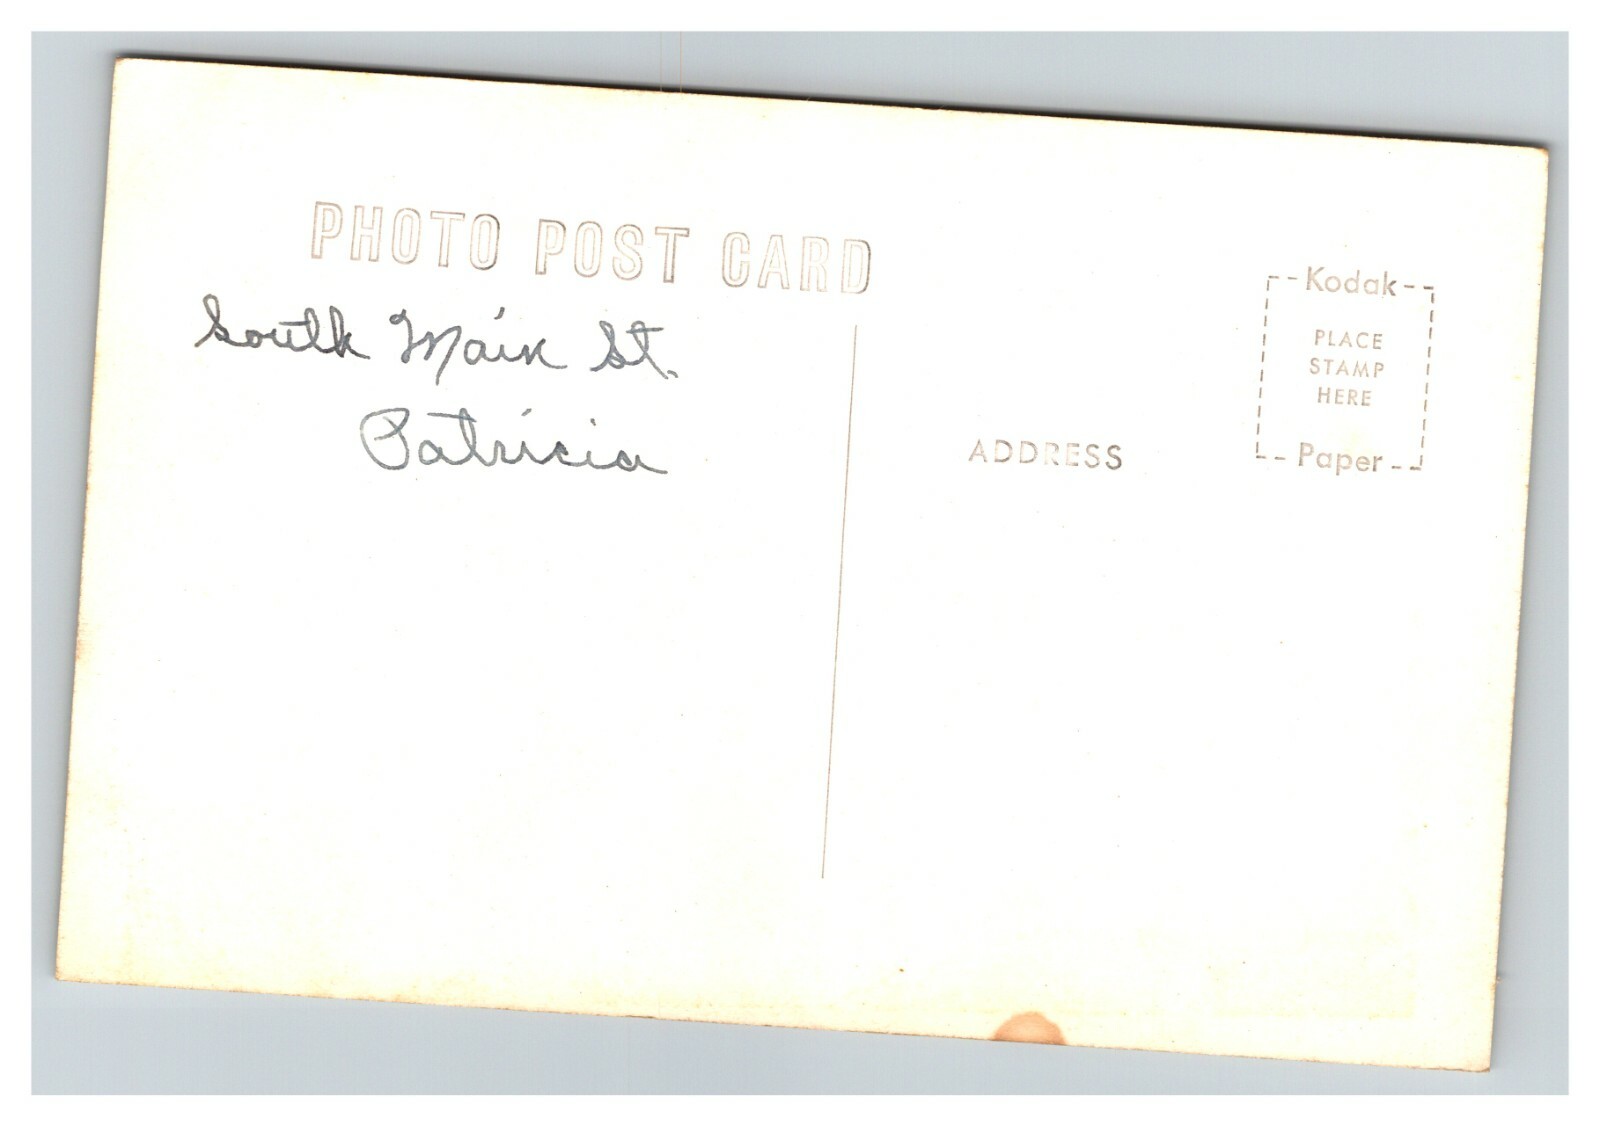 PHOTO POST CARD
South Main St.
Patricia
ADDRESS
Kodak
PLACE
STAMP
HERE
Paper